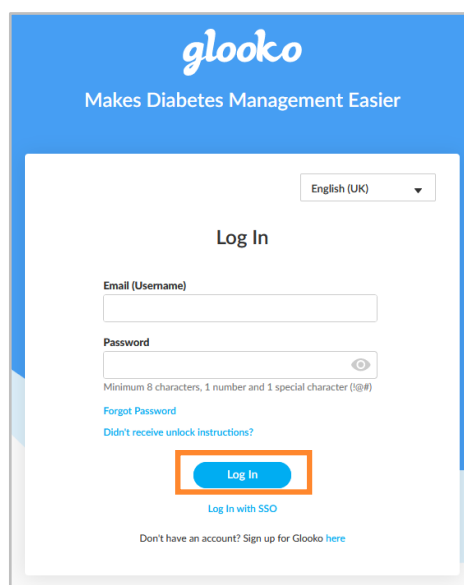 glooko
Makes Diabetes Management Easier
English (UK)
Log In
Email (Username)
Password
Minimum 8 characters, 1 number and 1 special character (!@#)
Forgot Password
Didn't receive unlock instructions?
Log In
Log In with SSO
Don't have an account? Sign up for Glooko here